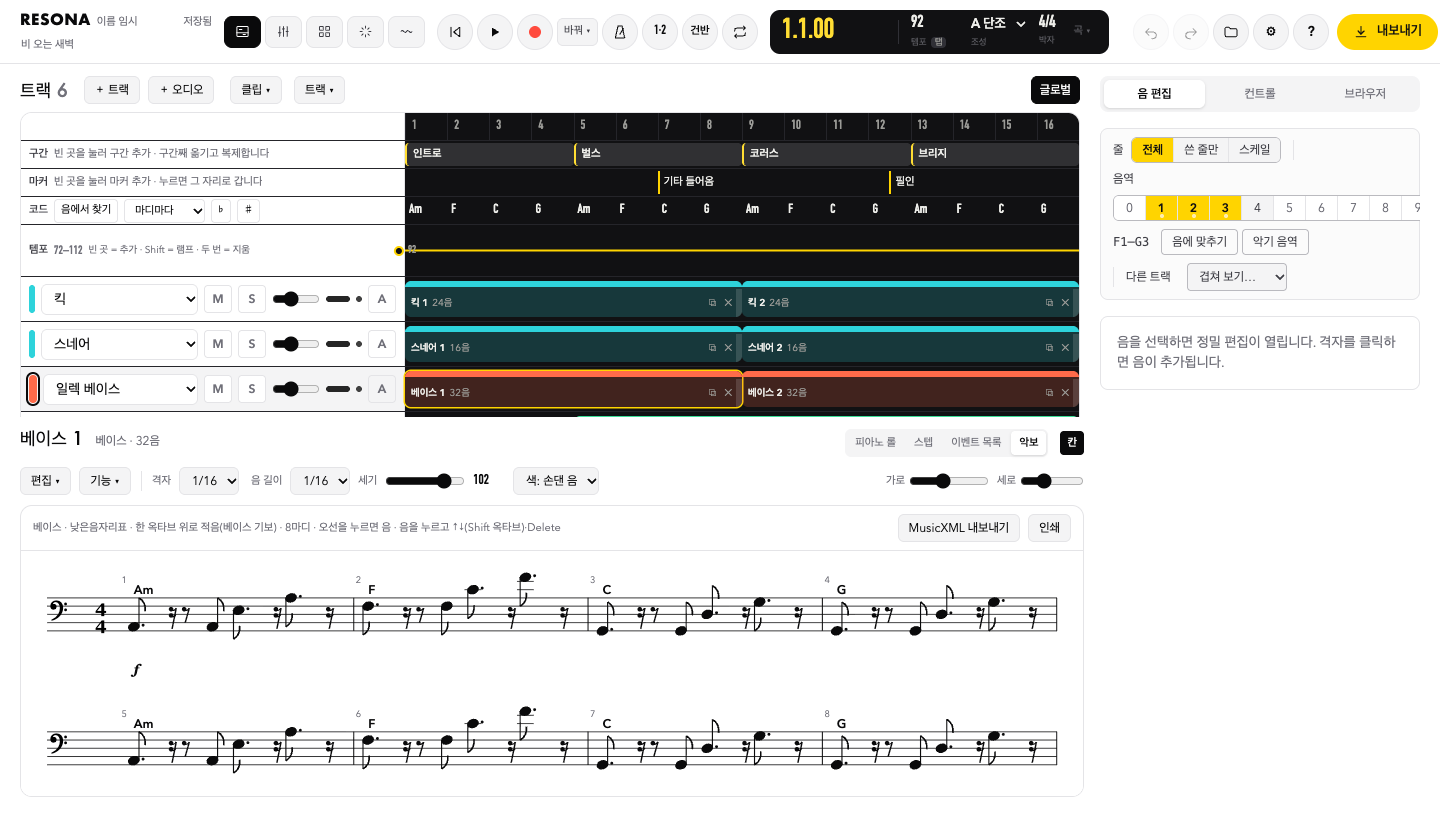 RESONA 이름 임시 저장됨
비 오는 새벽
바꿔 ▾
1·2
건반
1.1.00
92
템포 탭
A 단조
조성
4/4
박자
곡 ▾
?
내보내기
트랙 6
+ 트랙
+ 오디오
클립 ▾
트랙 ▾
글로벌
1 2 3 4 5 6 7 8 9 10 11 12 13 14 15 16
구간 빈 곳을 눌러 구간 추가 · 구간째 옮기고 복제합니다
인트로 벌스 코러스 브리지
마커 빈 곳을 눌러 마커 추가 · 누르면 그 자리로 갑니다
기타 들어옴 필인
코드 음에서 찾기 마디마다 ♭ #
Am F C G Am F C G Am F C G Am F C G
템포 72–112 빈 곳 = 추가 · Shift = 램프 · 두 번 = 지움
92
킥 M S A
킥 1 24음
킥 2 24음
스네어 M S A
스네어 1 16음
스네어 2 16음
일렉 베이스 M S A
베이스 1 32음
베이스 2 32음
베이스 1 베이스 · 32음
피아노 롤 스텝 이벤트 목록 악보 칸
편집 ▾ 기능 ▾ 격자 1/16 음 길이 1/16 세기 102 색: 손댄 음 가로 세로
베이스 · 낮은음자리표 · 한 옥타브 위로 적음(베이스 기보) · 8마디 · 오선을 누르면 음 · 음을 누르고 ↑↓(Shift 옥타브)·Delete
MusicXML 내보내기 인쇄
1 Am 2 F 3 C 4 G
4
4
f
5 Am 6 F 7 C 8 G
음 편집 컨트롤 브라우저
줄 전체 쓴 줄만 스케일
음역
0 1 2 3 4 5 6 7 8 9
F1–G3 음에 맞추기 악기 음역
다른 트랙 겹쳐 보기…
음을 선택하면 정밀 편집이 열립니다. 격자를 클릭하
면 음이 추가됩니다.